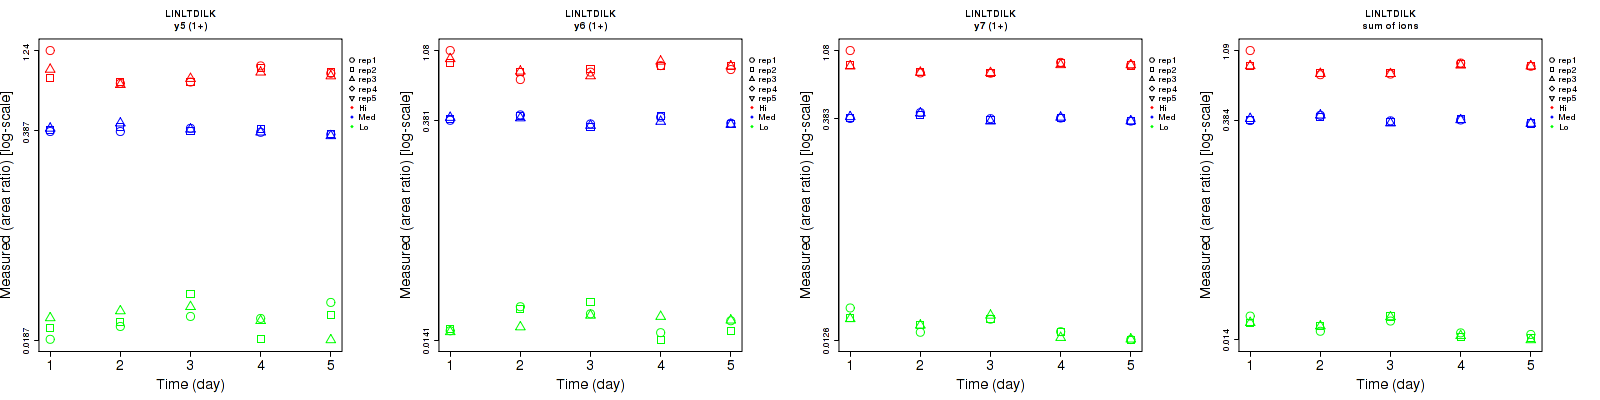 LINLTDILK
y5 (1+)
Measured (area ratio) [log-scale]
1.24
0.387
0.0187
1 2 3 4 5
Time (day)
rep1
rep2
rep3
rep4
rep5
Hi
Med
Lo
LINLTDILK
y6 (1+)
Measured (area ratio) [log-scale]
1.08
0.381
0.0141
1 2 3 4 5
Time (day)
rep1
rep2
rep3
rep4
rep5
Hi
Med
Lo
LINLTDILK
y7 (1+)
Measured (area ratio) [log-scale]
1.08
0.383
0.0126
1 2 3 4 5
Time (day)
rep1
rep2
rep3
rep4
rep5
Hi
Med
Lo
LINLTDILK
sum of ions
Measured (area ratio) [log-scale]
1.09
0.384
0.014
1 2 3 4 5
Time (day)
rep1
rep2
rep3
rep4
rep5
Hi
Med
Lo